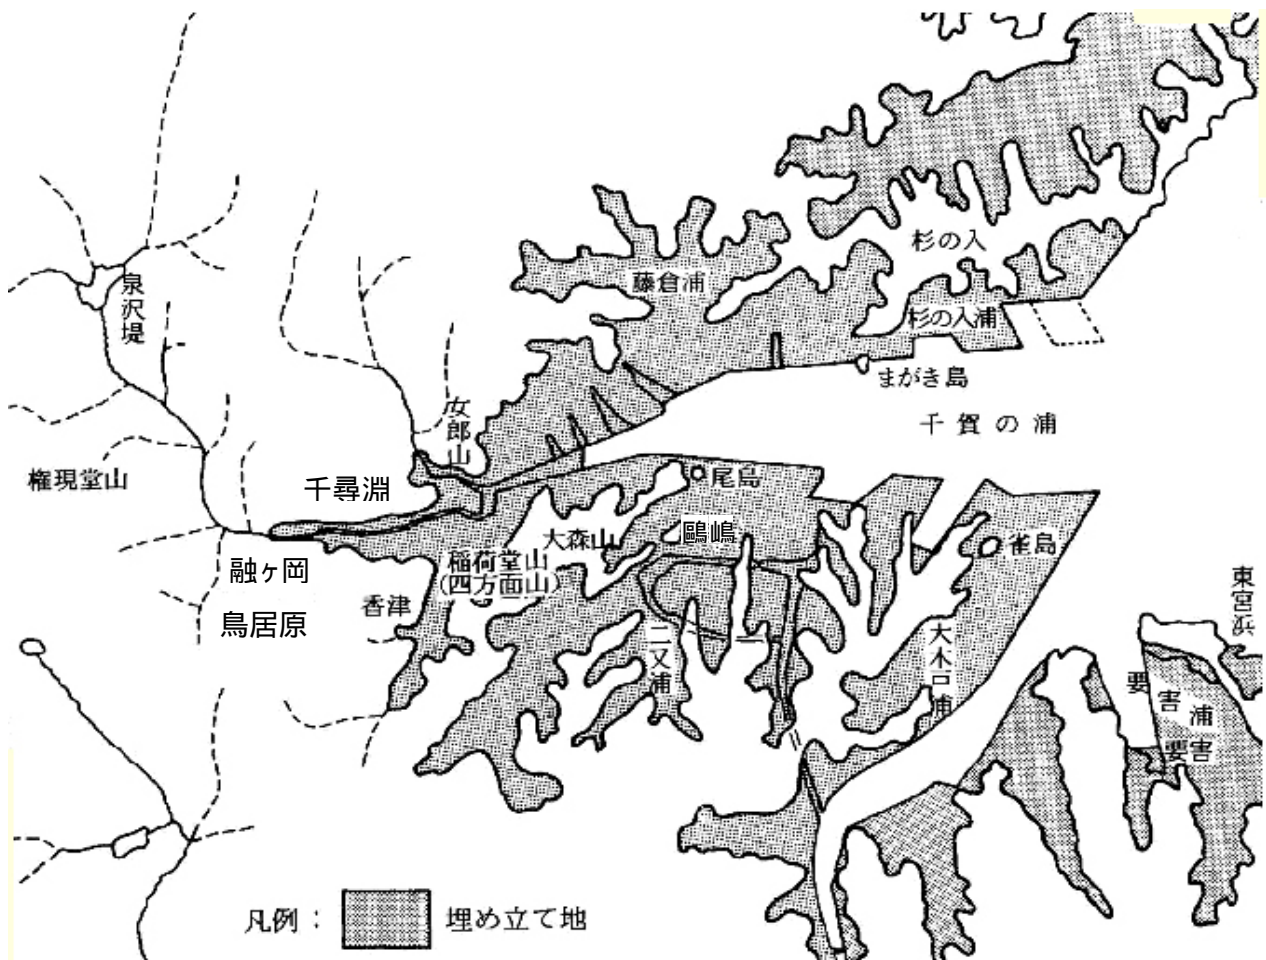 杉の入
藤倉浦
泉沢堤
杉の入浦
まがき島
千賀の浦
女郎山
権現堂山
千尋淵
尾島
鷗嶋
大森山
雀島
稲荷堂山
(四方面山)
融ヶ岡
香津
鳥居原
東宮浜
二又浦
大木戸浦
要害浦
要害
凡例：
埋め立て地